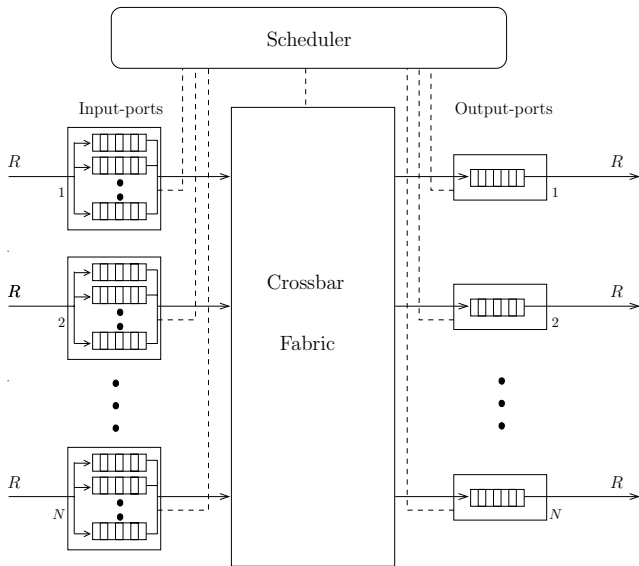 Scheduler
Input-ports
Output-ports
R
R
1
1
R
R
2
2
Crossbar
Fabric
R
R
N
N